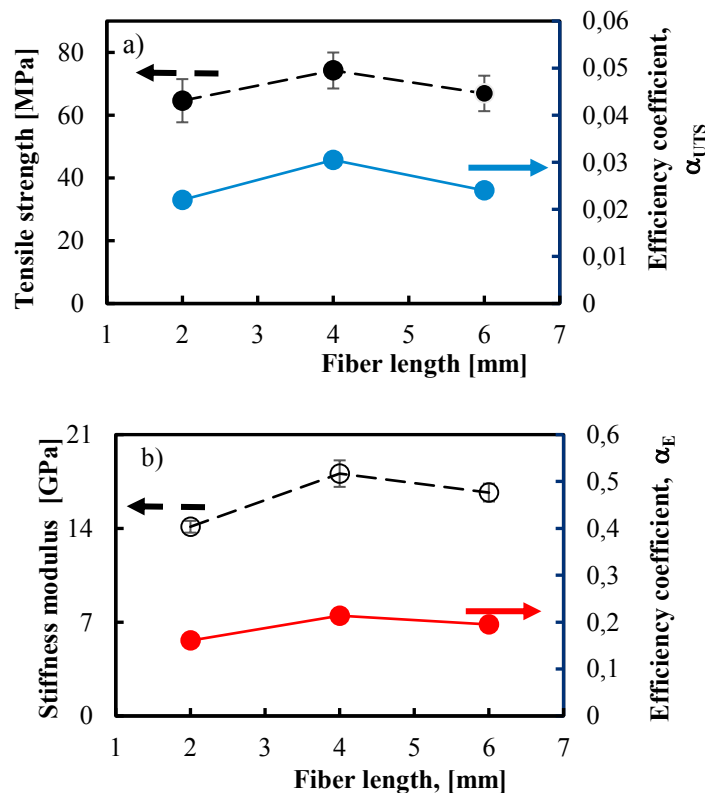 a)
Tensile strength [MPa]
80
60
40
20
0
0,06
0,05
0,04
0,03
0,02
0,01
0
Efficiency coefficient,
α_UTS
1 2 3 4 5 6 7
Fiber length [mm]
b)
Stiffness modulus [GPa]
21
14
7
0
0,6
0,5
0,4
0,3
0,2
0,1
0
Efficiency coefficient, α_E
1 2 3 4 5 6 7
Fiber length, [mm]